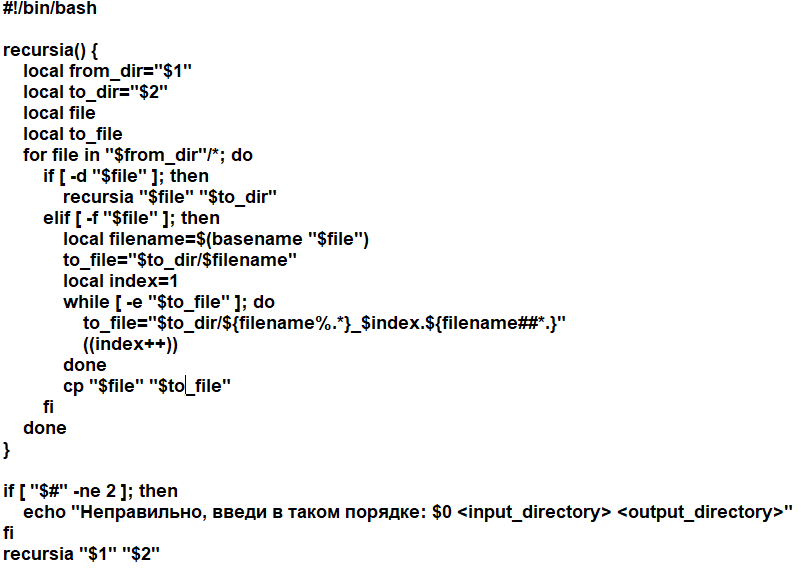 #!/bin/bash

recursia() {
    local from_dir="$1"
    local to_dir="$2"
    local file
    local to_file
    for file in "$from_dir"/*; do
        if [ -d "$file" ]; then
            recursia "$file" "$to_dir"
        elif [ -f "$file" ]; then
            local filename=$(basename "$file")
            to_file="$to_dir/$filename"
            local index=1
            while [ -e "$to_file" ]; do
                to_file="$to_dir/${filename%.*}_$index.${filename##*.}"
                ((index++))
            done
            cp "$file" "$to_file"
        fi
    done
}

if [ "$#" -ne 2 ]; then
    echo "Неправильно, введи в таком порядке: $0 <input_directory> <output_directory>"
fi
recursia "$1" "$2"